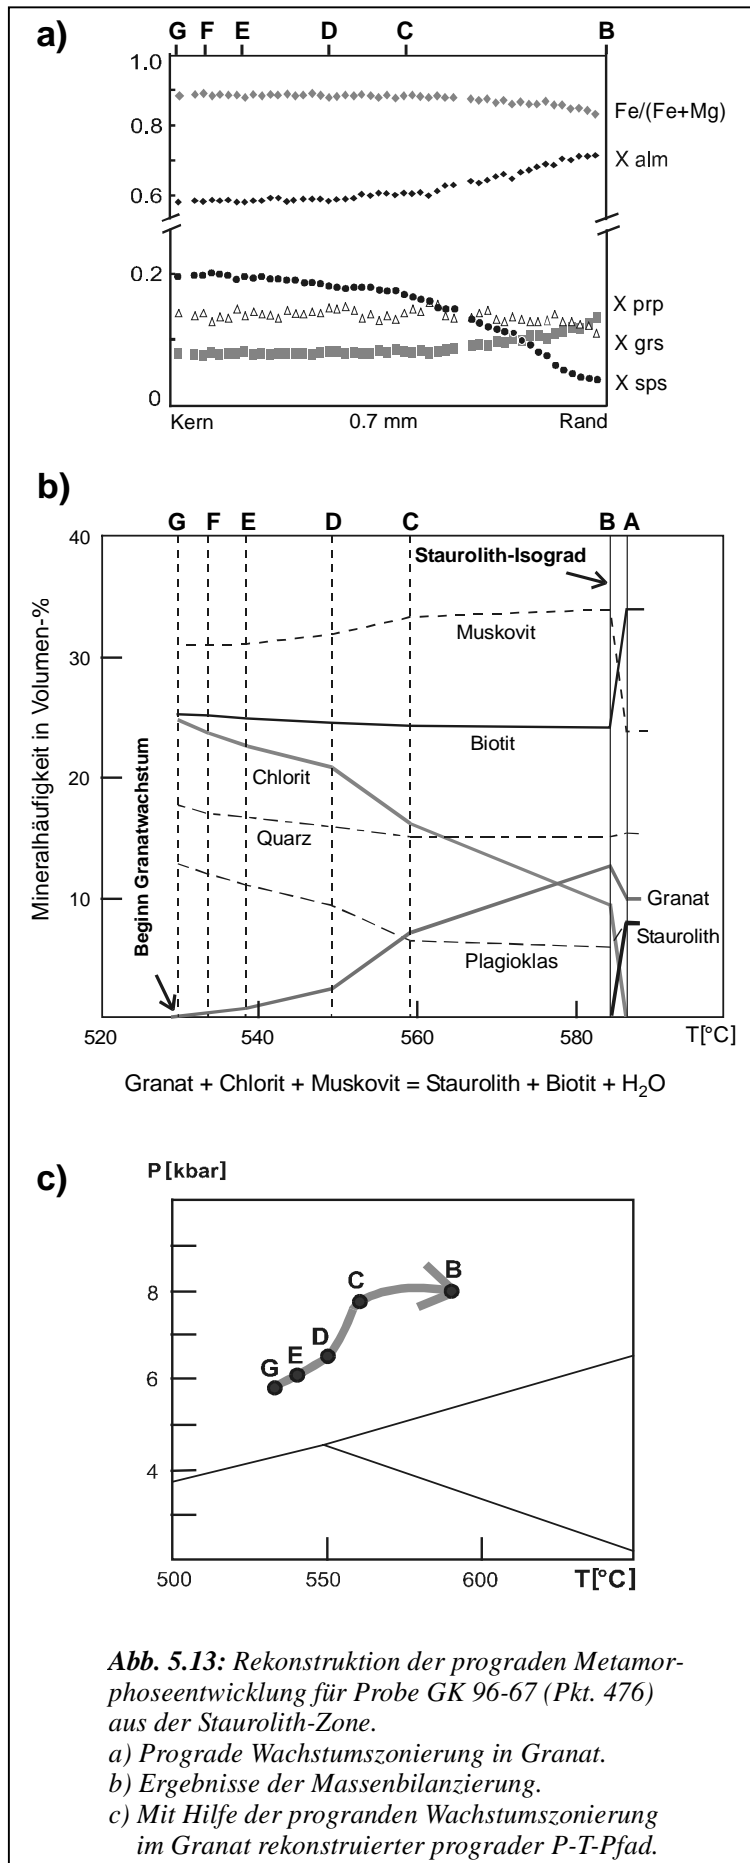 a)
G F E D C B
1.0
0.8
0.6
0.2
0
Fe/(Fe+Mg)
X alm
X prp
X grs
X sps
Kern 0.7 mm Rand
b)
G F E D C B A
40
30
20
10
Mineralhäufigkeit in Volumen-%
Staurolith-Isograd
Muskovit
Biotit
Chlorit
Quarz
Beginn Granatwachstum
Granat
Staurolith
Plagioklas
520 540 560 580 T[°C]
Granat + Chlorit + Muskovit = Staurolith + Biotit + H₂O
c)
P [kbar]
8
6
4
C B
D
E
G
500 550 600 T[°C]
Abb. 5.13: Rekonstruktion der prograden Metamor-
phoseentwicklung für Probe GK 96-67 (Pkt. 476)
aus der Staurolith-Zone.
a) Prograde Wachstumszonierung in Granat.
b) Ergebnisse der Massenbilanzierung.
c) Mit Hilfe der progranden Wachstumszonierung
im Granat rekonstruierter prograder P-T-Pfad.